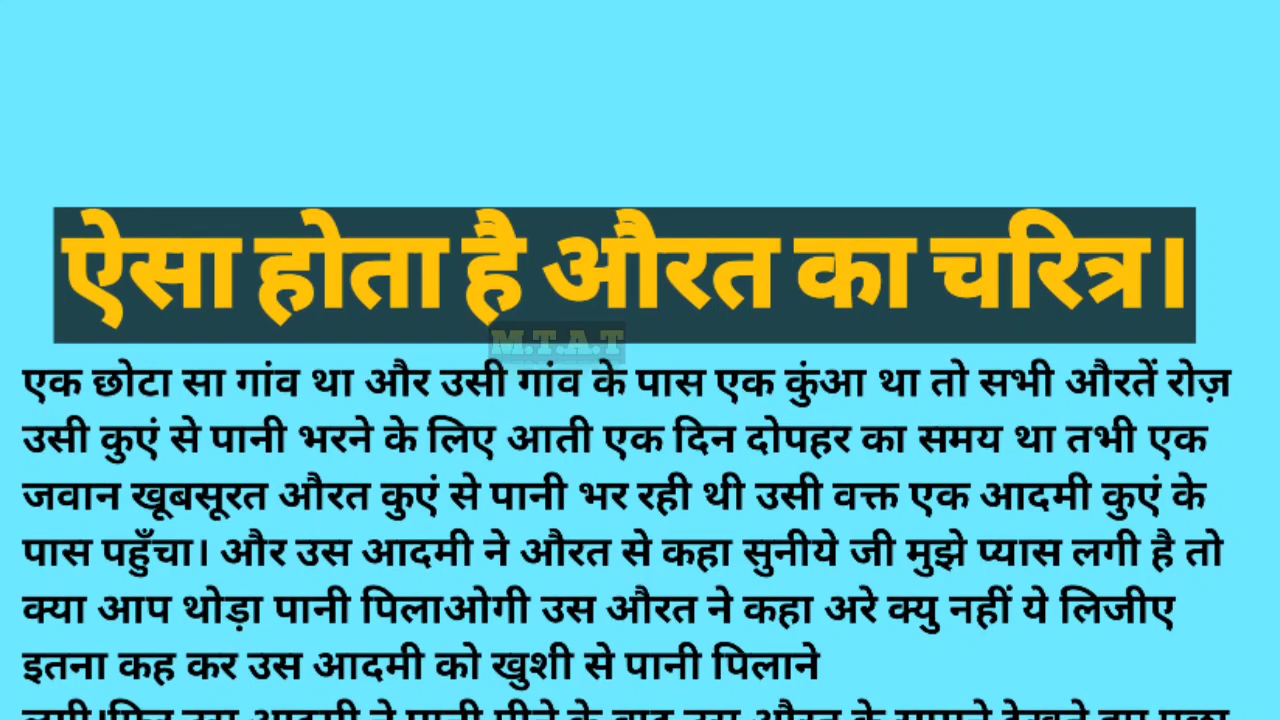 ऐसा होता है औरत का चरित्र।
M.T.A.T
एक छोटा सा गांव था और उसी गांव के पास एक कुंआ था तो सभी औरतें रोज़
उसी कुएं से पानी भरने के लिए आती एक दिन दोपहर का समय था तभी एक
जवान खूबसूरत औरत कुएं से पानी भर रही थी उसी वक्त एक आदमी कुएं के
पास पहुँचा। और उस आदमी ने औरत से कहा सुनीये जी मुझे प्यास लगी है तो
क्या आप थोड़ा पानी पिलाओगी उस औरत ने कहा अरे क्यु नहीं ये लिजीए
इतना कह कर उस आदमी को खुशी से पानी पिलाने